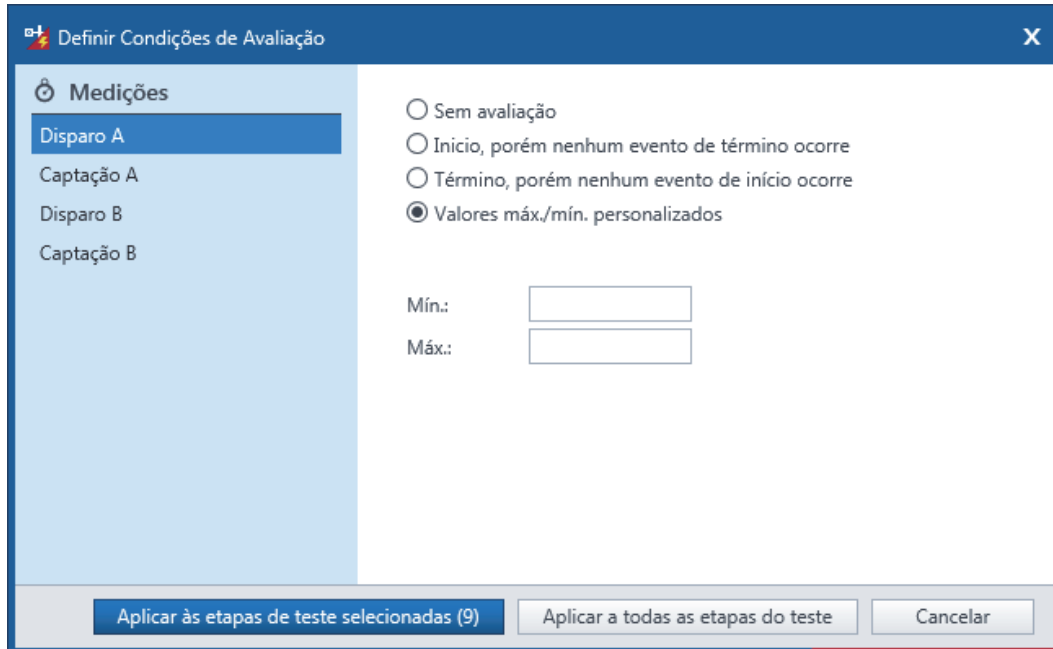 Definir Condições de Avaliação
X
Medições
Disparo A
Captação A
Disparo B
Captação B
Sem avaliação
Inicio, porém nenhum evento de término ocorre
Término, porém nenhum evento de início ocorre
Valores máx./mín. personalizados
Mín.:
Máx.:
Aplicar às etapas de teste selecionadas (9)
Aplicar a todas as etapas do teste
Cancelar